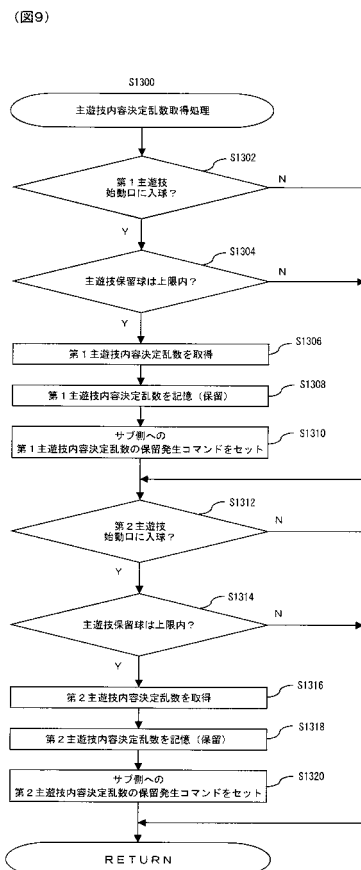 (図9)
S1300
主遊技内容決定乱数取得処理
S1302
第1主遊技
始動口に入球？
N
Y
S1304
主遊技保留球は上限内？
N
Y
S1306
第1主遊技内容決定乱数を取得
S1308
第1主遊技内容決定乱数を記憶（保留）
S1310
サブ側への
第1主遊技内容決定乱数の保留発生コマンドをセット
S1312
第2主遊技
始動口に入球？
N
Y
S1314
主遊技保留球は上限内？
N
Y
S1316
第2主遊技内容決定乱数を取得
S1318
第2主遊技内容決定乱数を記憶（保留）
S1320
サブ側への
第2主遊技内容決定乱数の保留発生コマンドをセット
RETURN